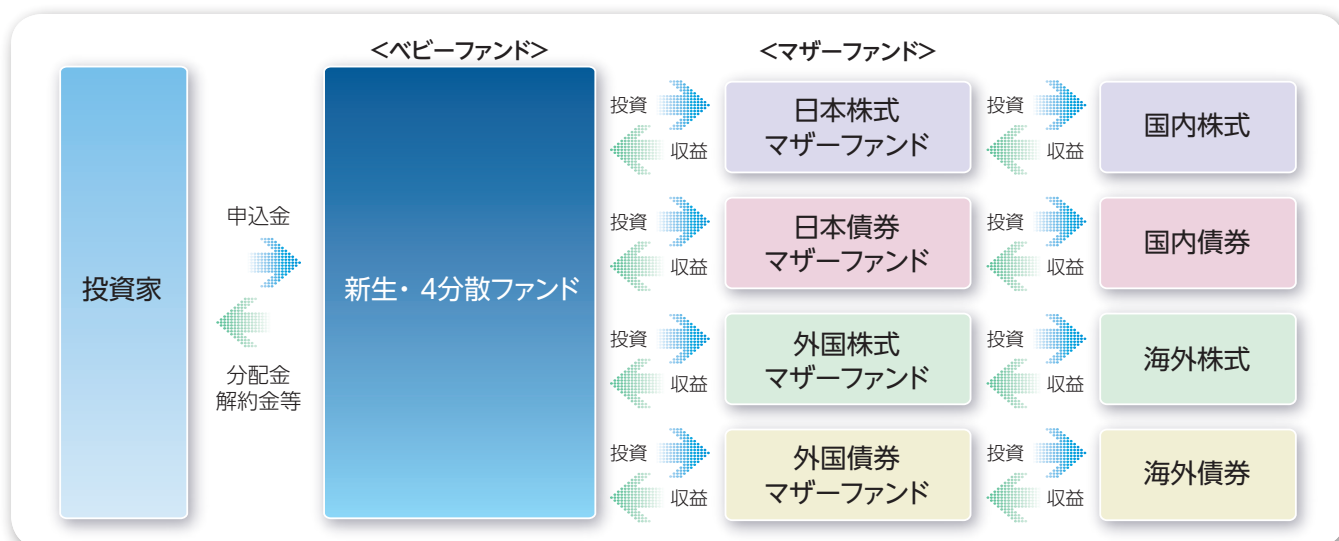 <ベビーファンド>
<マザーファンド>
投資家
申込金
分配金
解約金等
新生・4分散ファンド
投資
収益
日本株式
マザーファンド
投資
収益
国内株式
投資
収益
日本債券
マザーファンド
投資
収益
国内債券
投資
収益
外国株式
マザーファンド
投資
収益
海外株式
投資
収益
外国債券
マザーファンド
投資
収益
海外債券